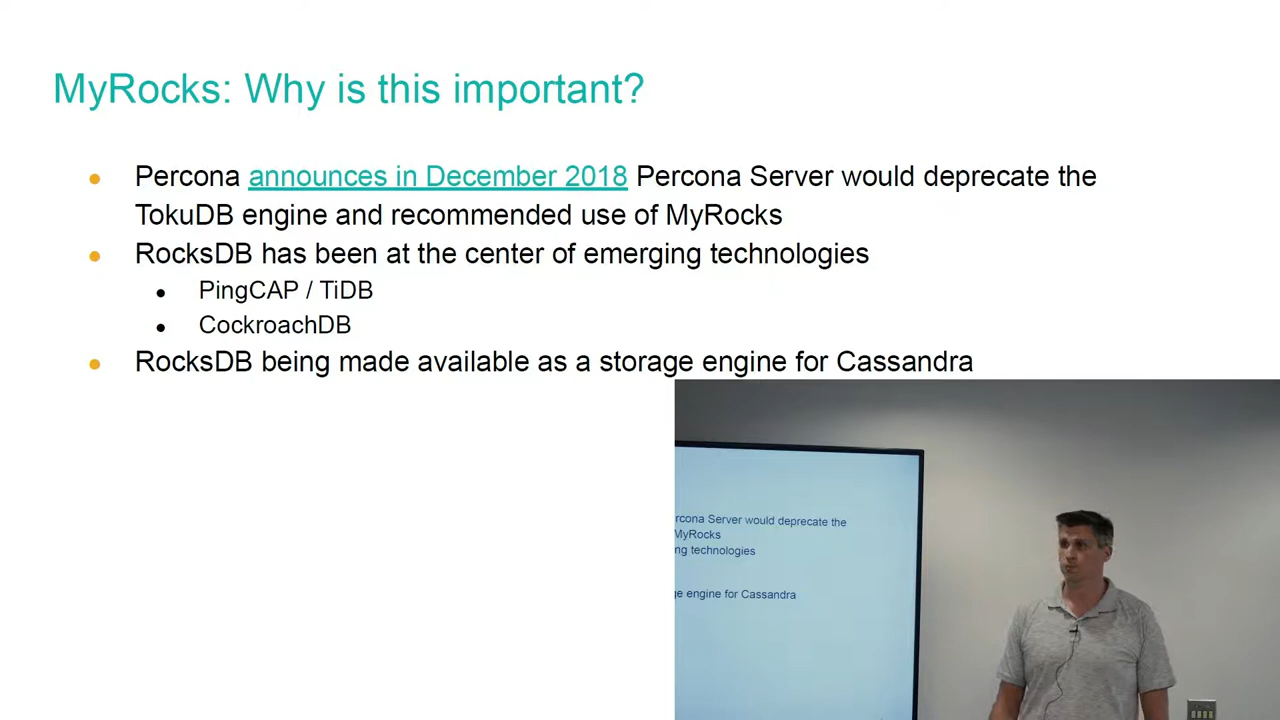 MyRocks: Why is this important?
Percona announces in December 2018 Percona Server would deprecate the
TokuDB engine and recommended use of MyRocks
RocksDB has been at the center of emerging technologies
PingCAP / TiDB
CockroachDB
RocksDB being made available as a storage engine for Cassandra
rcona Server would deprecate the
MyRocks
ng technologies
ge engine for Cassandra